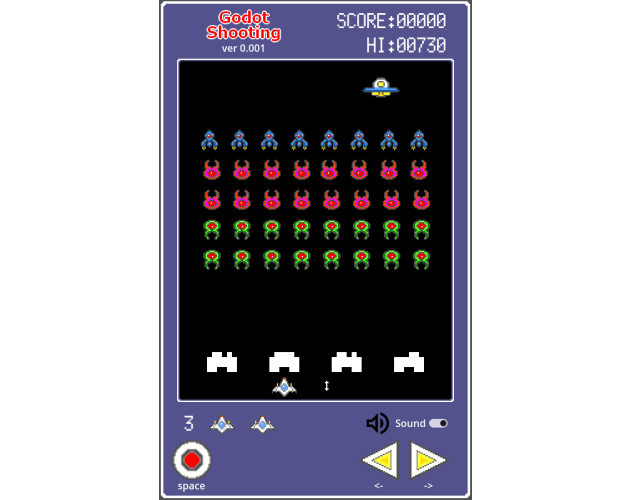 Godot
Shooting
ver 0.001
SCORE:00000
HI:00730
3
Sound
space
<-
->